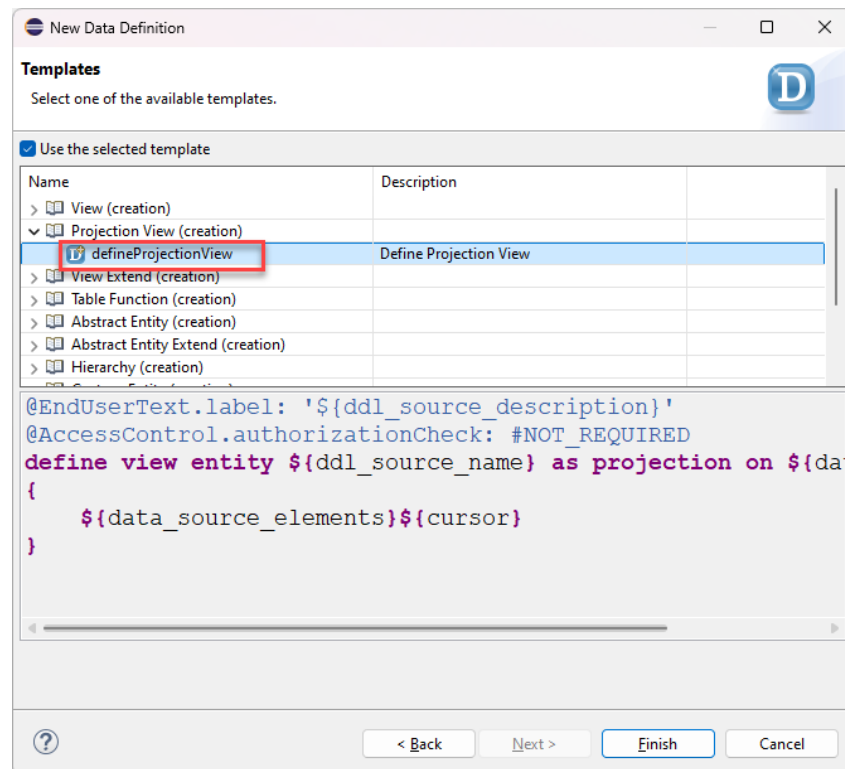 New Data Definition
Templates
Select one of the available templates.
D
Use the selected template
Name Description
View (creation)
Projection View (creation)
defineProjectionView Define Projection View
View Extend (creation)
Table Function (creation)
Abstract Entity (creation)
Abstract Entity Extend (creation)
Hierarchy (creation)
@EndUserText.label: '${ddl_source_description}'
@AccessControl.authorizationCheck: #NOT_REQUIRED
define view entity ${ddl_source_name} as projection on ${da
{
${data_source_elements}${cursor}
}
< Back Next > Finish Cancel